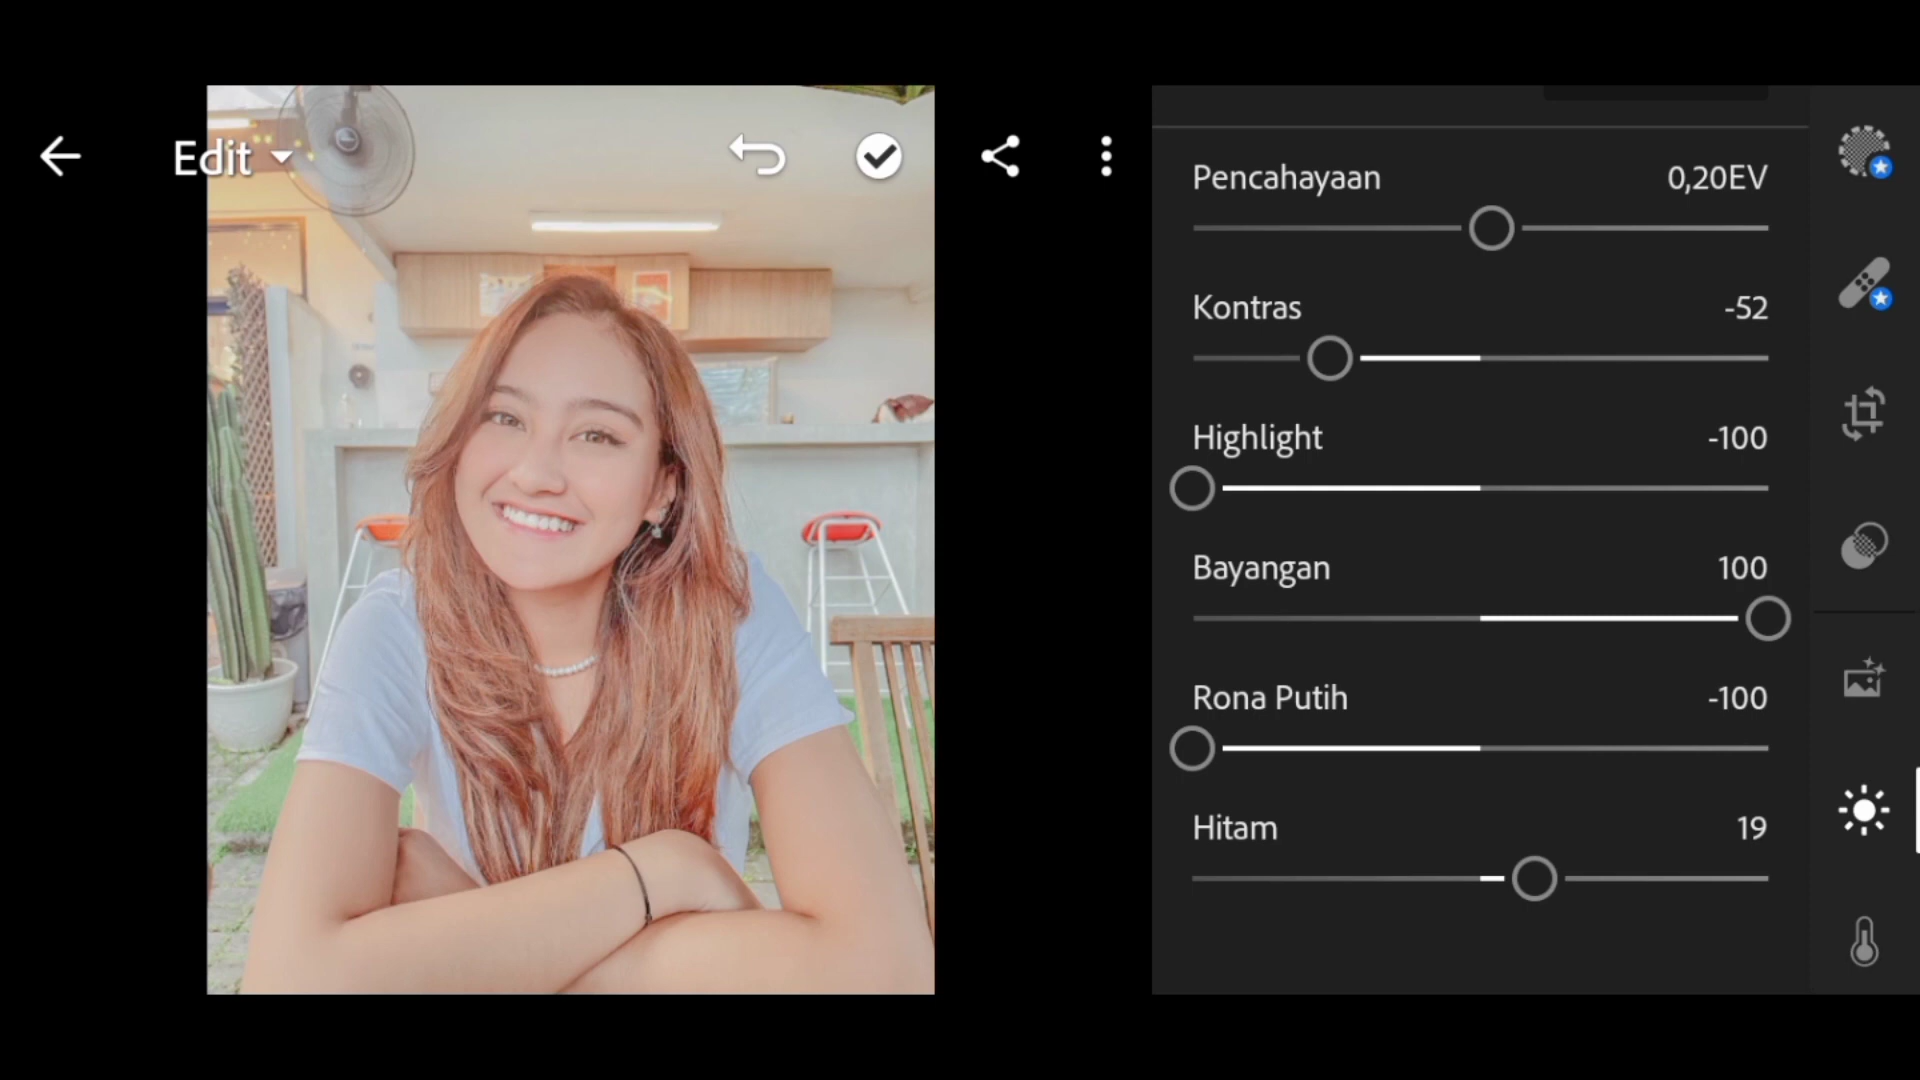 Edit
Pencahayaan 0,20EV
Kontras -52
Highlight -100
Bayangan 100
Rona Putih -100
Hitam 19